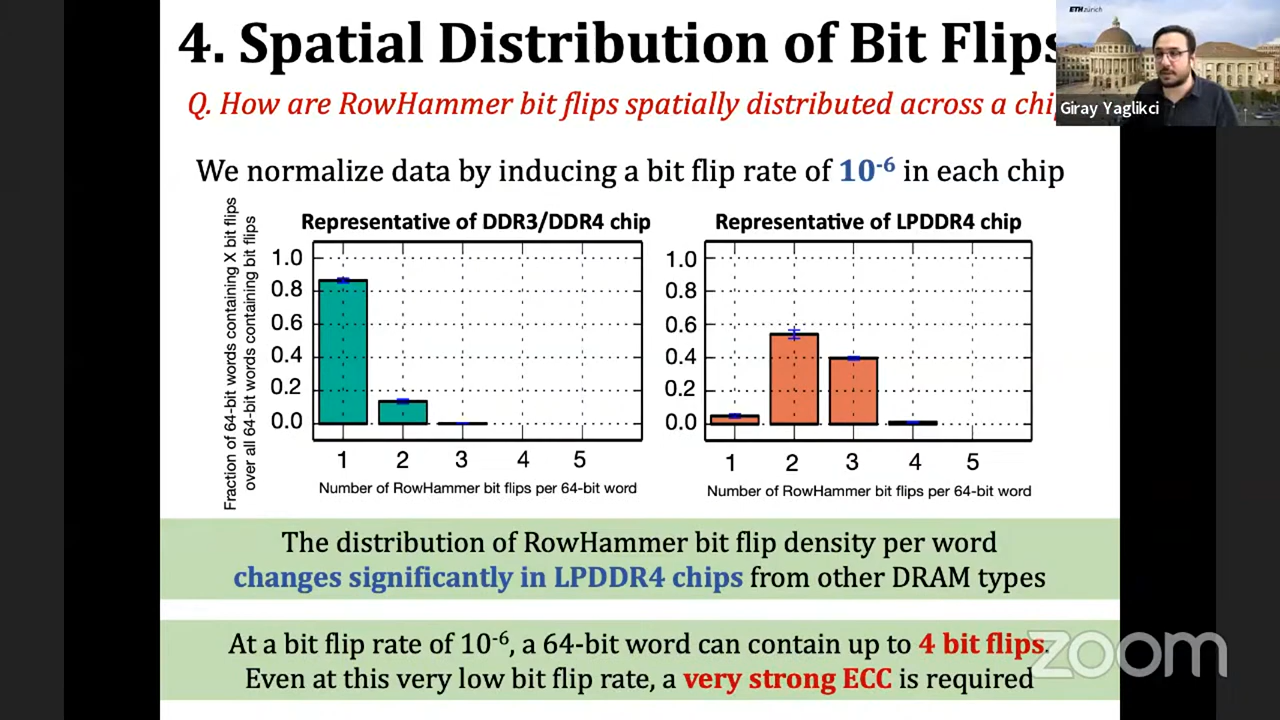 4. Spatial Distribution of Bit Flips
ETH zürich
Giray Yaglikci
Q. How are RowHammer bit flips spatially distributed across a chip
We normalize data by inducing a bit flip rate of 10⁻⁶ in each chip
Fraction of 64-bit words containing X bit flips
over all 64-bit words containing bit flips
Representative of DDR3/DDR4 chip
1.0
0.8
0.6
0.4
0.2
0.0
1 2 3 4 5
Number of RowHammer bit flips per 64-bit word
Representative of LPDDR4 chip
1.0
0.8
0.6
0.4
0.2
0.0
1 2 3 4 5
Number of RowHammer bit flips per 64-bit word
The distribution of RowHammer bit flip density per word
changes significantly in LPDDR4 chips from other DRAM types
At a bit flip rate of 10⁻⁶, a 64-bit word can contain up to 4 bit flips.
Even at this very low bit flip rate, a very strong ECC is required
zoom